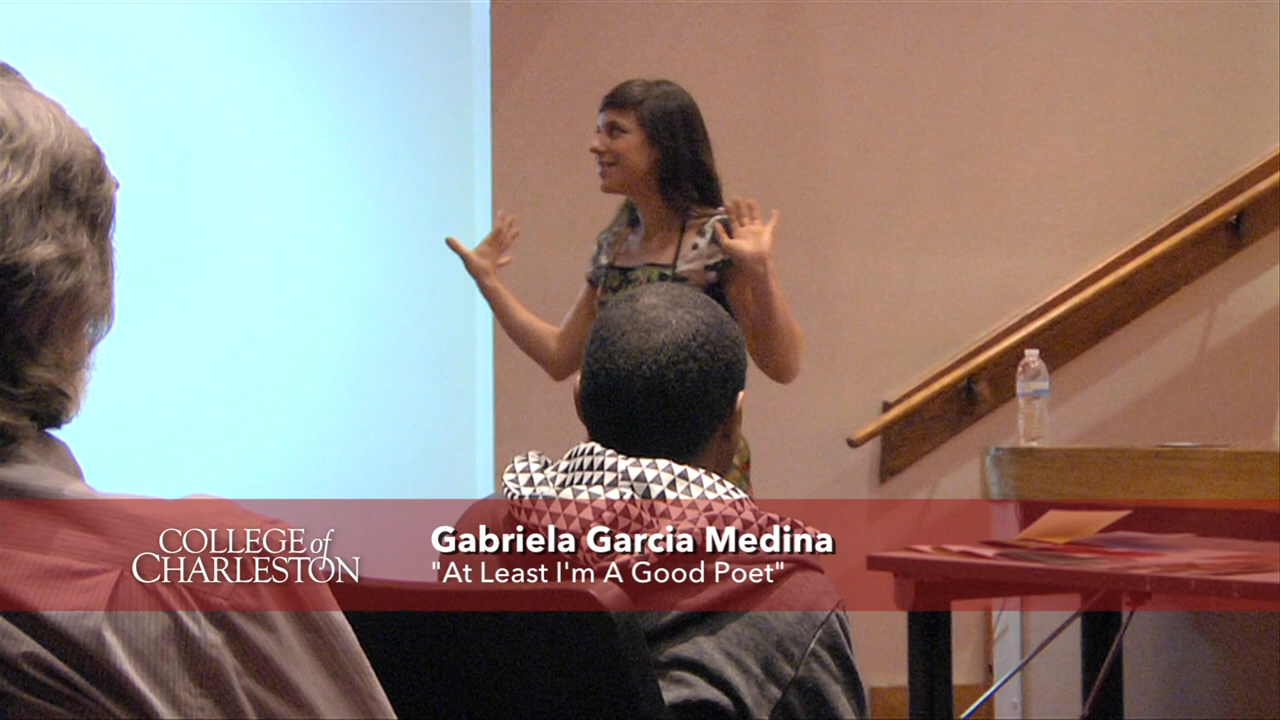 COLLEGE of
CHARLESTON
Gabriela Garcia Medina
"At Least I'm A Good Poet"